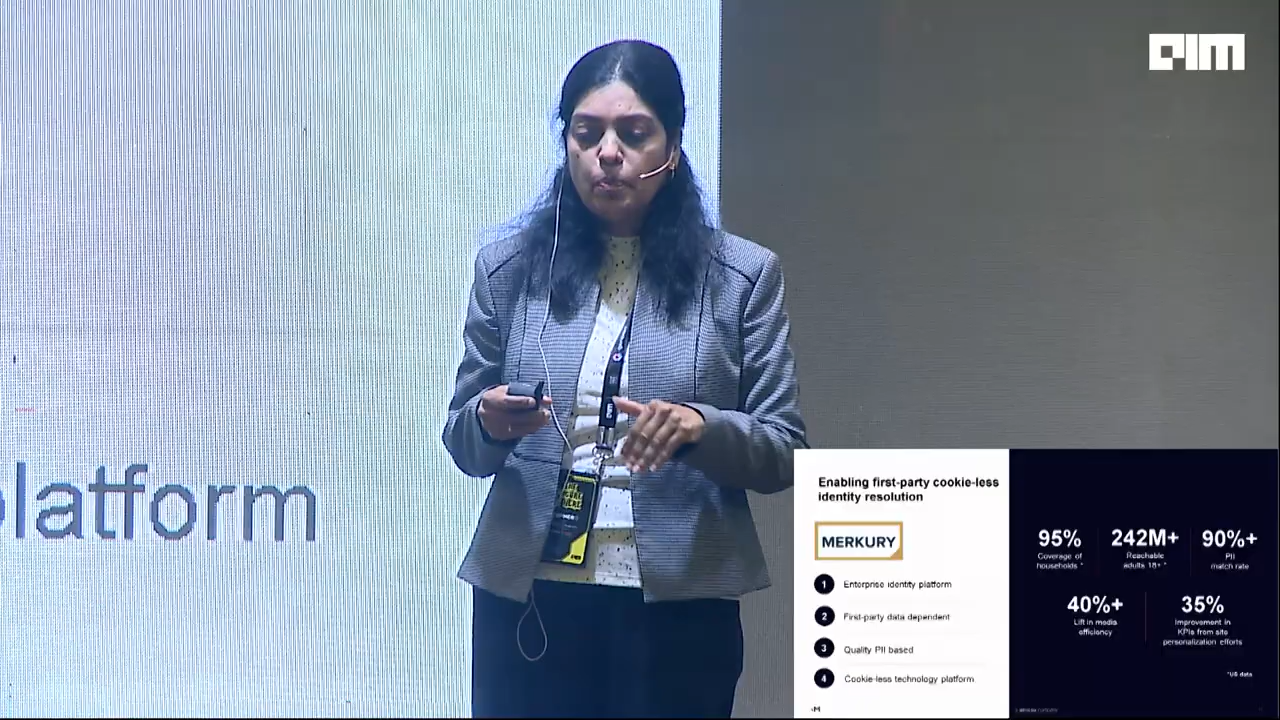 AIM
platform
Enabling first-party cookie-less
identity resolution
MERKURY
1 Enterprise identity platform
2 First-party data dependent
3 Quality PII based
4 Cookie-less technology platform
M
95%
Coverage of
households *
242M+
Reachable
adults 18+ *
90%+
PII
match rate
40%+
Lift in media
efficiency
35%
Improvement in
KPIs from site
personalization efforts
*US data